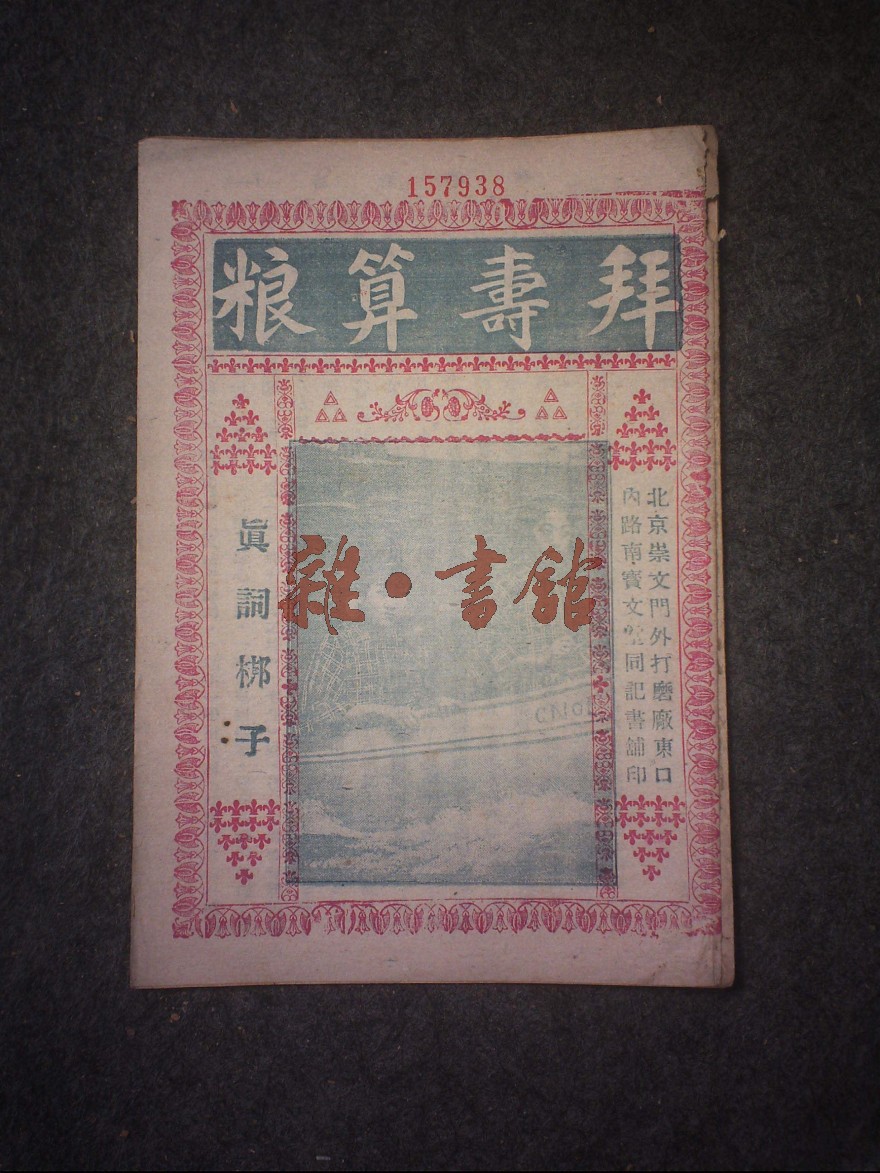 157938
拜壽算粮
北京崇文門外打磨廠東口
內路南寶文堂同記書鋪印
真詞梆子
雜·書館